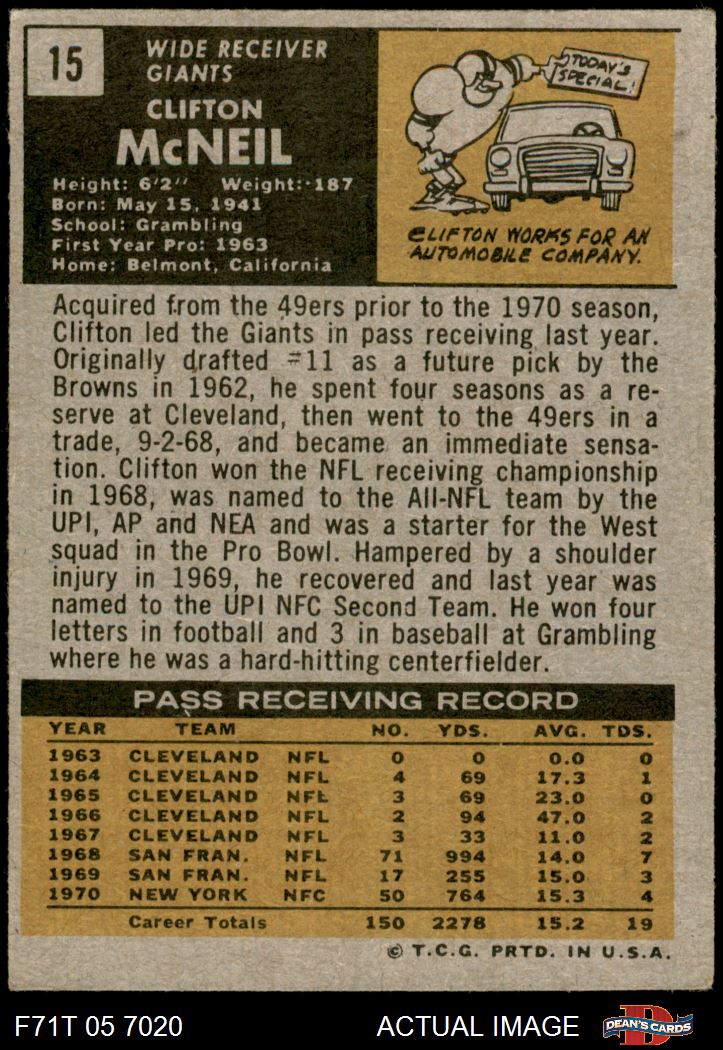 15
WIDE RECEIVER
GIANTS
CLIFTON
McNEIL
Height: 6'2" Weight: 187
Born: May 15, 1941
School: Grambling
First Year Pro: 1963
Home: Belmont, California
TODAY'S
SPECIAL!
CLIFTON WORKS FOR AN
AUTOMOBILE COMPANY.
Acquired from the 49ers prior to the 1970 season,
Clifton led the Giants in pass receiving last year.
Originally drafted #11 as a future pick by the
Browns in 1962, he spent four seasons as a re-
serve at Cleveland, then went to the 49ers in a
trade, 9-2-68, and became an immediate sensa-
tion. Clifton won the NFL receiving championship
in 1968, was named to the All-NFL team by the
UPI, AP and NEA and was a starter for the West
squad in the Pro Bowl. Hampered by a shoulder
injury in 1969, he recovered and last year was
named to the UPI NFC Second Team. He won four
letters in football and 3 in baseball at Grambling
where he was a hard-hitting centerfielder.
PASS RECEIVING RECORD
YEAR TEAM NO. YDS. AVG. TDS.
1963 CLEVELAND NFL 0 0 0.0 0
1964 CLEVELAND NFL 4 69 17.3 1
1965 CLEVELAND NFL 3 69 23.0 0
1966 CLEVELAND NFL 2 94 47.0 2
1967 CLEVELAND NFL 3 33 11.0 2
1968 SAN FRAN. NFL 71 994 14.0 7
1969 SAN FRAN. NFL 17 255 15.0 3
1970 NEW YORK NFC 50 764 15.3 4
Career Totals 150 2278 15.2 19
© T.C.G. PRTD. IN U.S.A.
F71T 05 7020 ACTUAL IMAGE D DEAN'S CARDS